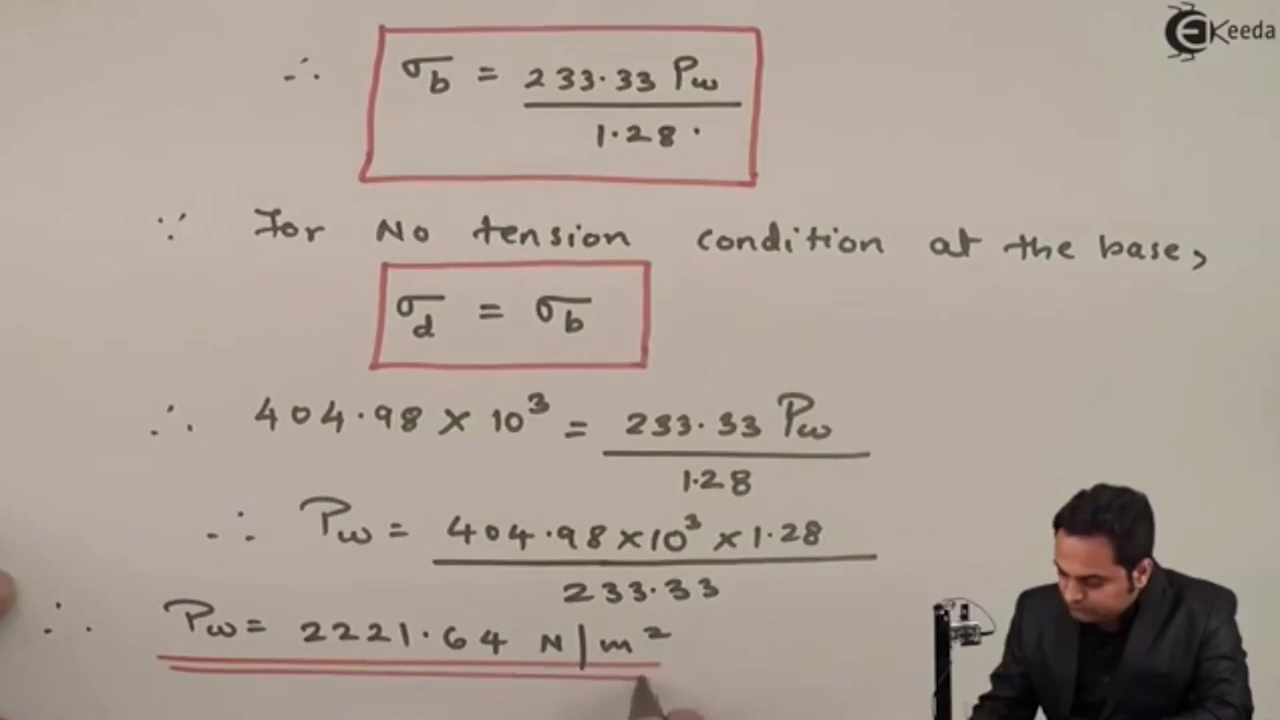 Keeda
∴ σb = 233.33 Pw / 1.28
∵ For No tension condition at the base,
σd = σb
∴ 404.98 × 10³ = 233.33 Pw / 1.28
∴ Pw = 404.98 × 10³ × 1.28 / 233.33
∴ Pw = 2221.64 N/m²